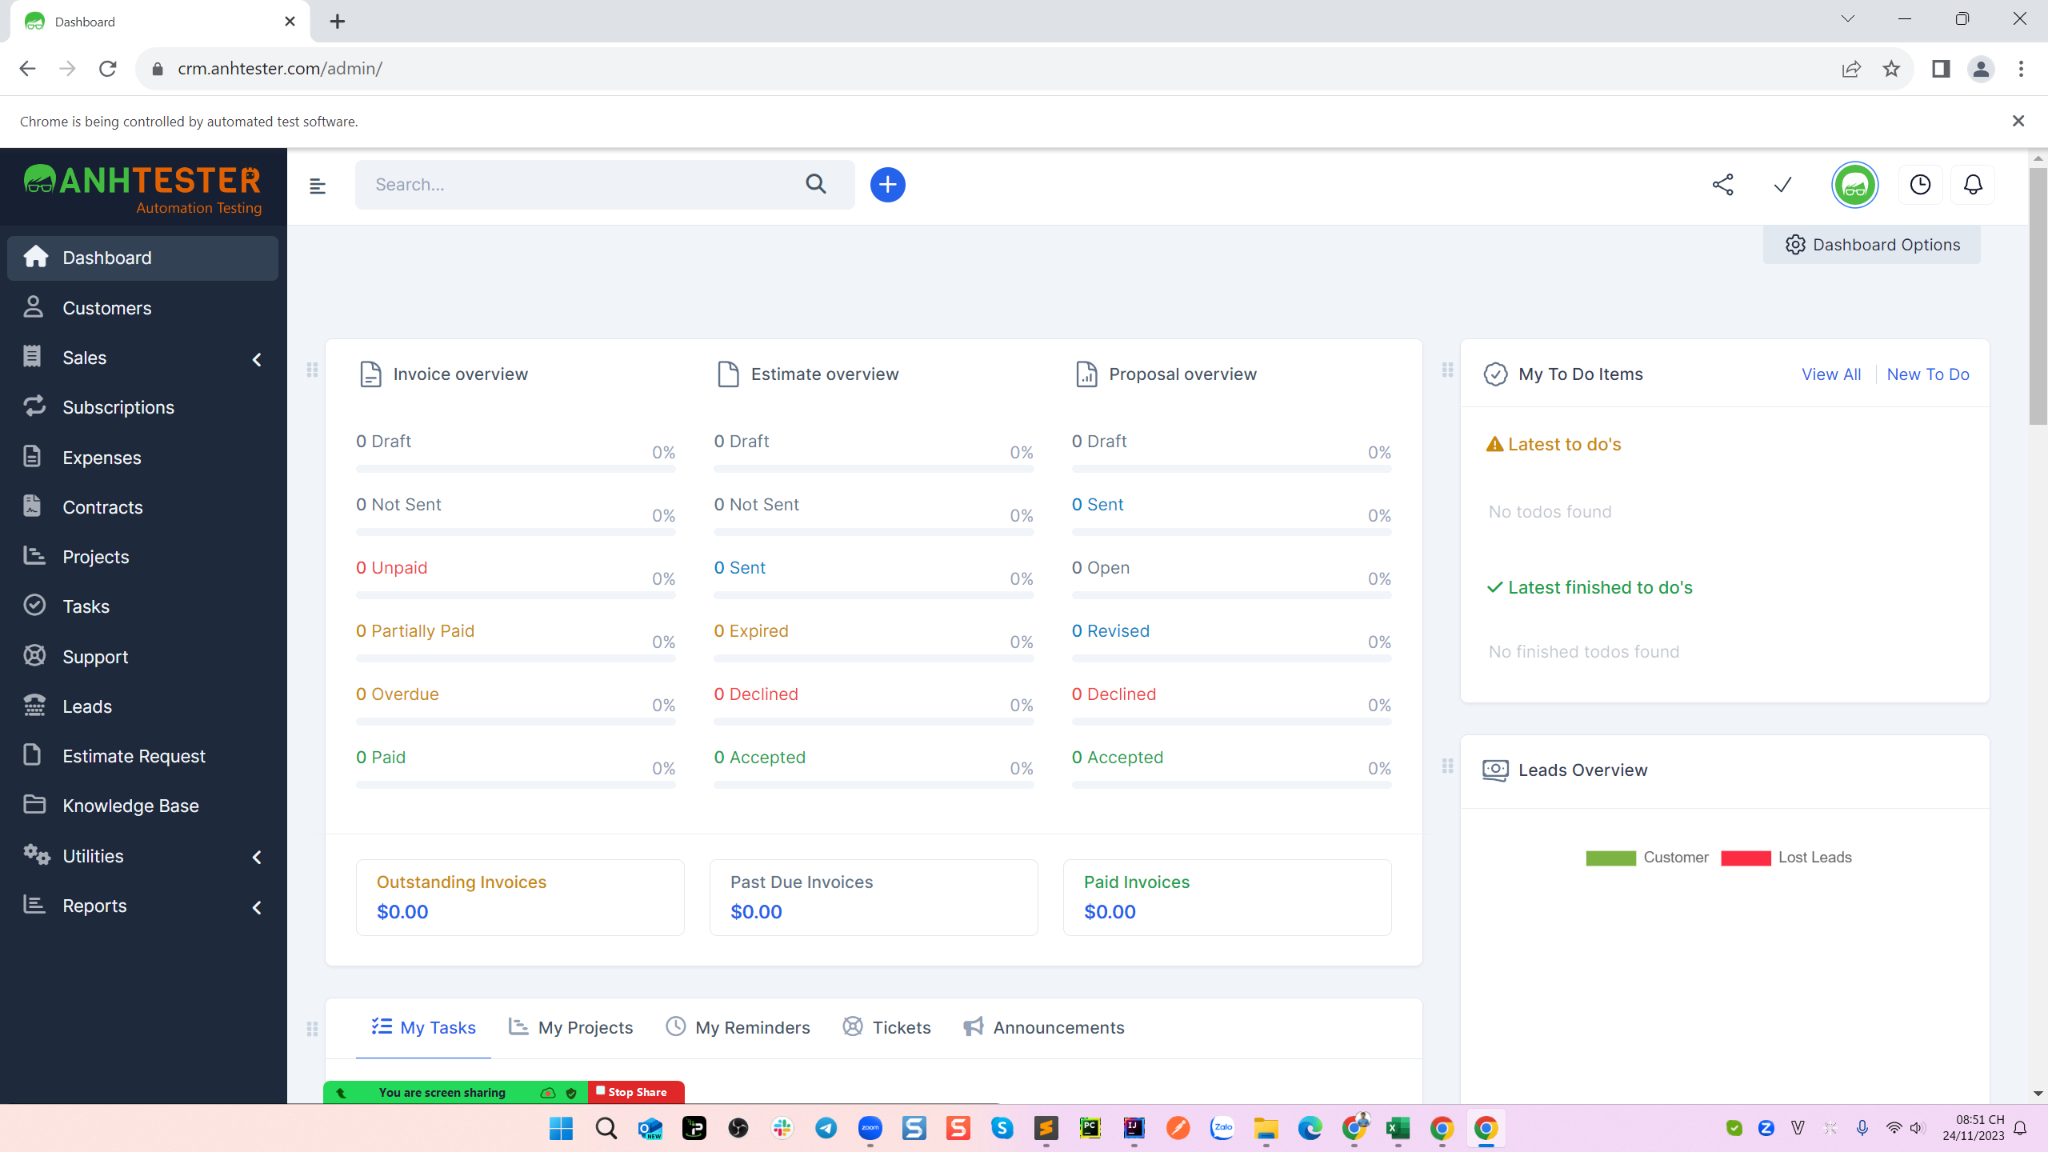 Dashboard
crm.anhtester.com/admin/
Chrome is being controlled by automated test software.
ANHTESTER
Automation Testing
Search...
Dashboard Options
Dashboard
Customers
Sales
Subscriptions
Expenses
Contracts
Projects
Tasks
Support
Leads
Estimate Request
Knowledge Base
Utilities
Reports
Invoice overview
0 Draft 0%
0 Not Sent 0%
0 Unpaid 0%
0 Partially Paid 0%
0 Overdue 0%
0 Paid 0%
Estimate overview
0 Draft 0%
0 Not Sent 0%
0 Sent 0%
0 Expired 0%
0 Declined 0%
0 Accepted 0%
Proposal overview
0 Draft 0%
0 Sent 0%
0 Open 0%
0 Revised 0%
0 Declined 0%
0 Accepted 0%
Outstanding Invoices
$0.00
Past Due Invoices
$0.00
Paid Invoices
$0.00
My To Do Items View All New To Do
Latest to do's
No todos found
Latest finished to do's
No finished todos found
Leads Overview
Customer Lost Leads
My Tasks My Projects My Reminders Tickets Announcements
You are screen sharing Stop Share
NEW
zoom
S
S
S
PC
IJ
Zalo
X
Z
V
08:51 CH
24/11/2023